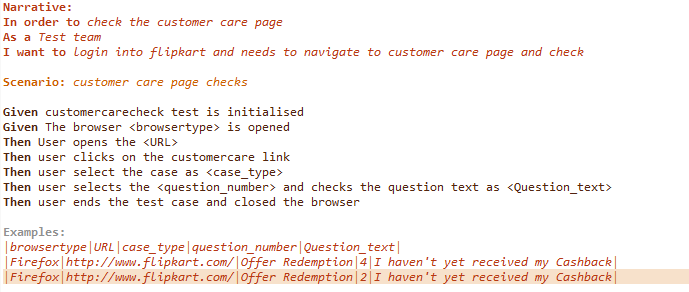 Narrative:
In order to check the customer care page
As a Test team
I want to login into flipkart and needs to navigate to customer care page and check
Scenario: customer care page checks
Given customercarecheck test is initialised
Given The browser <browsertype> is opened
Then User opens the <URL>
Then user clicks on the customercare link
Then user select the case as <case_type>
Then user selects the <question_number> and checks the question text as <Question_text>
Then user ends the test case and closed the browser
Examples:
|browsertype|URL|case_type|question_number|Question_text|
|Firefox|http://www.flipkart.com/|Offer Redemption|4|I haven't yet received my Cashback|
|Firefox|http://www.flipkart.com/|Offer Redemption|2|I haven't yet received my Cashback|